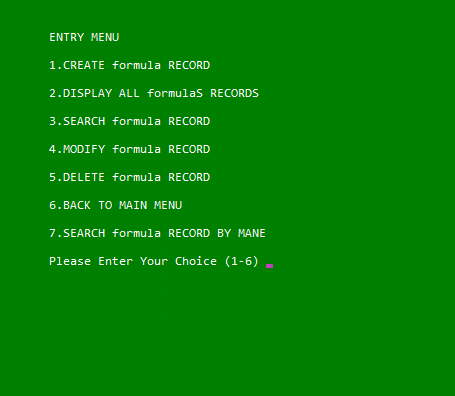 ENTRY MENU
1.CREATE formula RECORD
2.DISPLAY ALL formulaS RECORDS
3.SEARCH formula RECORD
4.MODIFY formula RECORD
5.DELETE formula RECORD
6.BACK TO MAIN MENU
7.SEARCH formula RECORD BY MANE
Please Enter Your Choice (1-6)